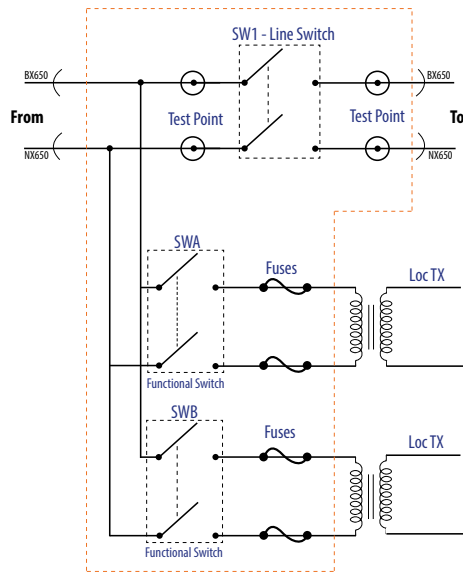 SW1 - Line Switch
BX650
BX650
From
Test Point
Test Point
To
NX650
NX650
SWA
Fuses
Loc TX
Functional Switch
SWB
Fuses
Loc TX
Functional Switch